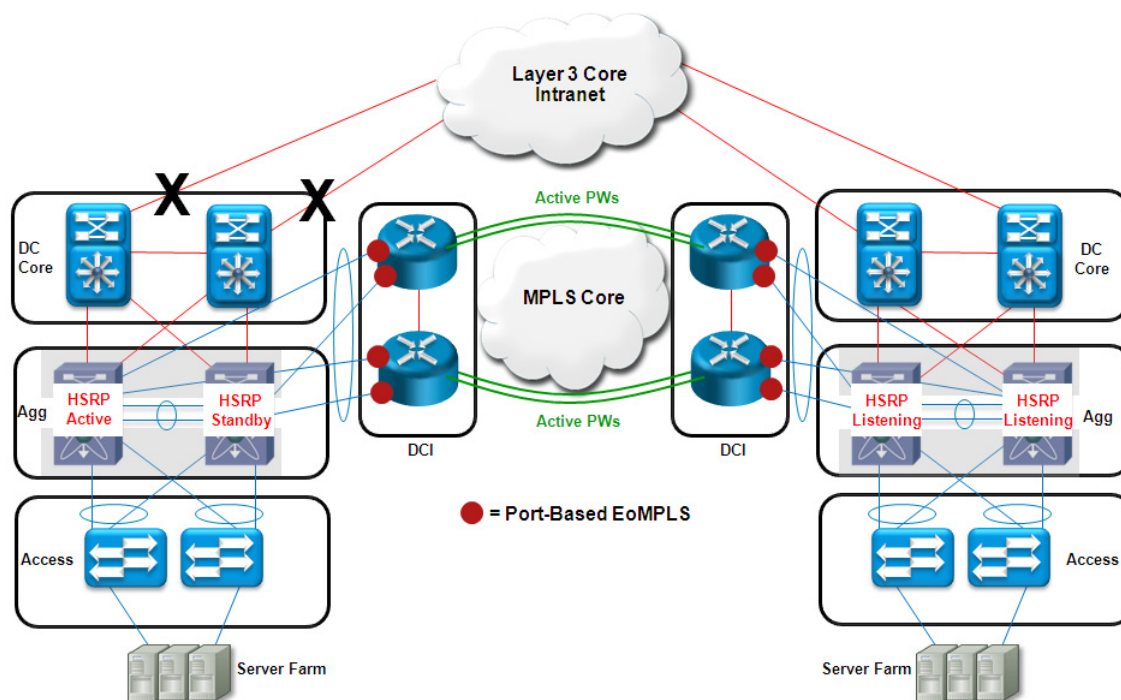 Layer 3 Core
Intranet
X
X
Active PWs
DC
Core
DC
Core
MPLS Core
HSRP
Active
HSRP
Standby
Agg
HSRP
Listening
HSRP
Listening
Agg
Active PWs
DCI
DCI
= Port-Based EoMPLS
Access
Access
Server Farm
Server Farm